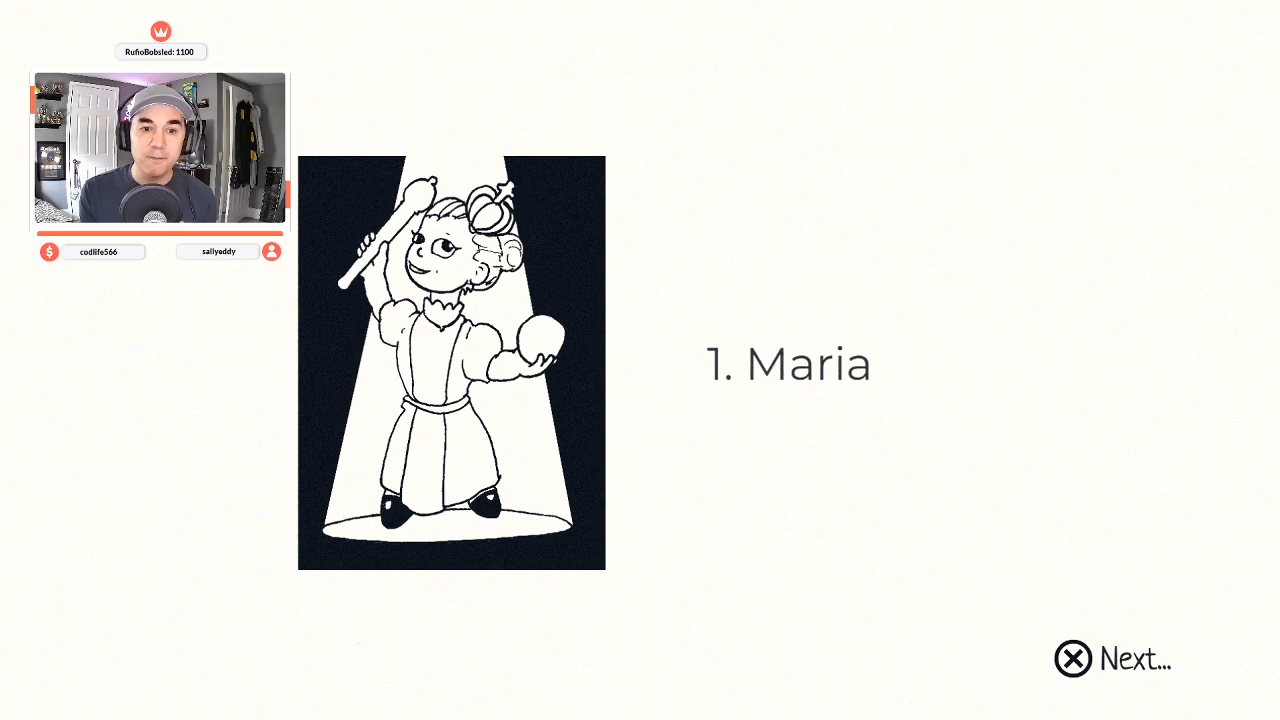 RufioBobsled: 1100
codlife566
sallyeddy
1. Maria
Next...